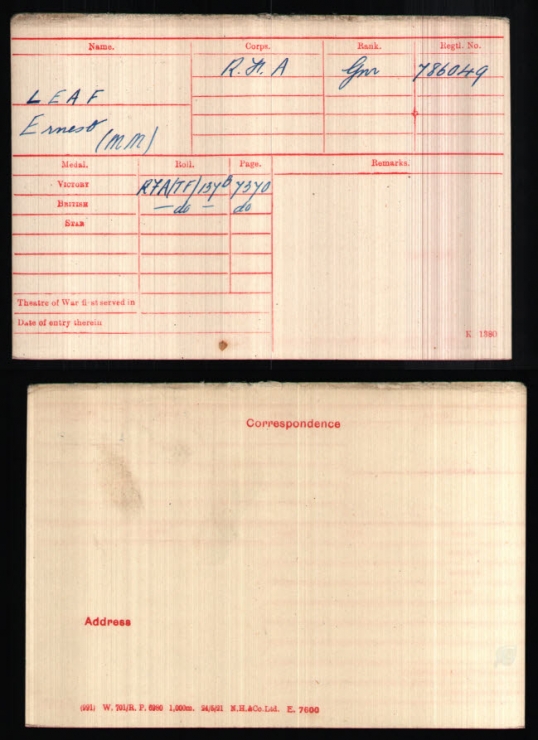 Name. Corps. Rank. Regtl. No.
LEAF R.F.A Gnr 786049
Ernest (MM)
Medal. Roll. Page. Remarks.
VICTORY RFA(TF)137B 7370
BRITISH — do — do
STAR
Theatre of War first served in
Date of entry therein
K. 1380
Correspondence
Address
(991) W. 701/R. P. 6980 1,000m. 24/5/21 N.H.&Co.Ltd. E. 7600